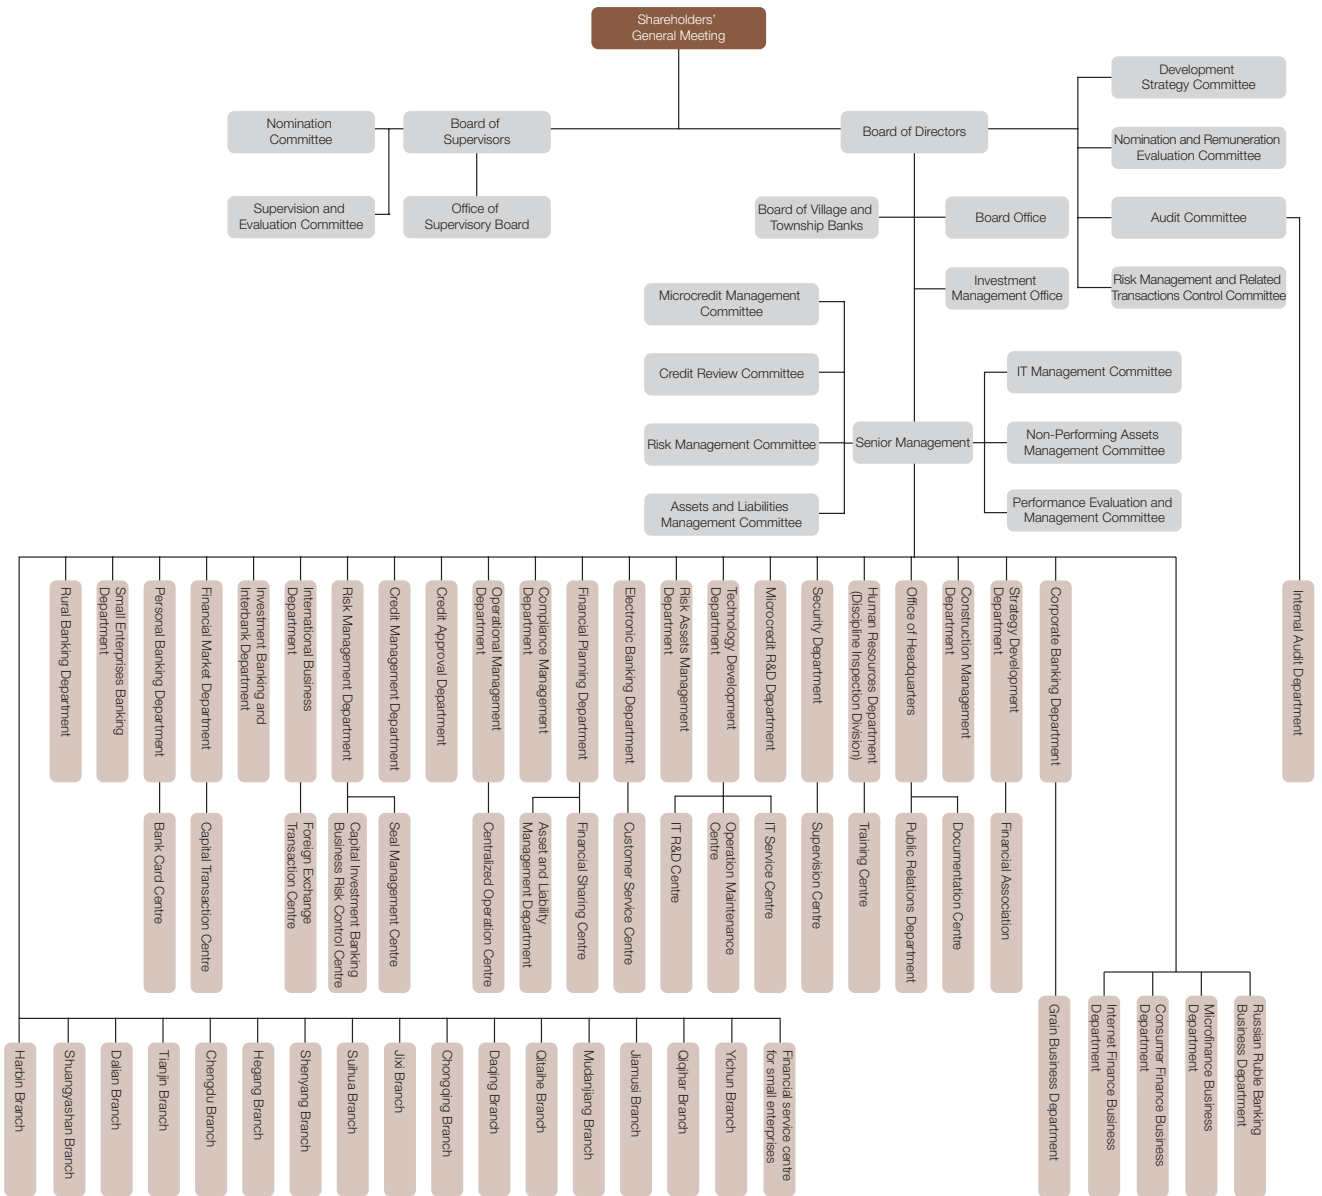 Shareholders'
General Meeting
Development
Strategy Committee
Nomination
Committee
Board of
Supervisors
Board of Directors
Nomination and Remuneration
Evaluation Committee
Supervision and
Evaluation Committee
Office of
Supervisory Board
Board of Village and
Township Banks
Board Office
Audit Committee
Investment
Management Office
Risk Management and Related
Transactions Control Committee
Microcredit Management
Committee
Credit Review Committee
IT Management Committee
Risk Management Committee
Senior Management
Non-Performing Assets
Management Committee
Assets and Liabilities
Management Committee
Performance Evaluation and
Management Committee
Rural Banking Department
Small Enterprises Banking
Department
Personal Banking Department
Financial Market Department
Investment Banking and
Interbank Department
International Business
Department
Risk Management Department
Credit Management Department
Credit Approval Department
Operational Management
Department
Compliance Management
Department
Financial Planning Department
Electronic Banking Department
Risk Assets Management
Department
Technology Development
Department
Microcredit R&D Department
Security Department
Human Resources Department
(Discipline Inspection Division)
Office of Headquarters
Construction Management
Department
Strategy Development
Department
Corporate Banking Department
Internal Audit Department
Bank Card Centre
Capital Transaction Centre
Foreign Exchange
Transaction Centre
Capital Investment Banking
Business Risk Control Centre
Seal Management Centre
Centralized Operation Centre
Asset and Liability
Management Department
Financial Sharing Centre
Customer Service Centre
IT R&D Centre
Operation Maintenance
Centre
IT Service Centre
Supervision Centre
Training Centre
Public Relations Department
Documentation Centre
Financial Association
Grain Business Department
Internet Finance Business
Department
Consumer Finance Business
Department
Microfinance Business
Department
Russian Ruble Banking
Business Department
Harbin Branch
Shuangyashan Branch
Dalian Branch
Tianjin Branch
Chengdu Branch
Hegang Branch
Shenyang Branch
Suihua Branch
Jixi Branch
Chongqing Branch
Daqing Branch
Qitaihe Branch
Mudanjiang Branch
Jiamusi Branch
Qiqihar Branch
Yichun Branch
Financial service centre
for small enterprises